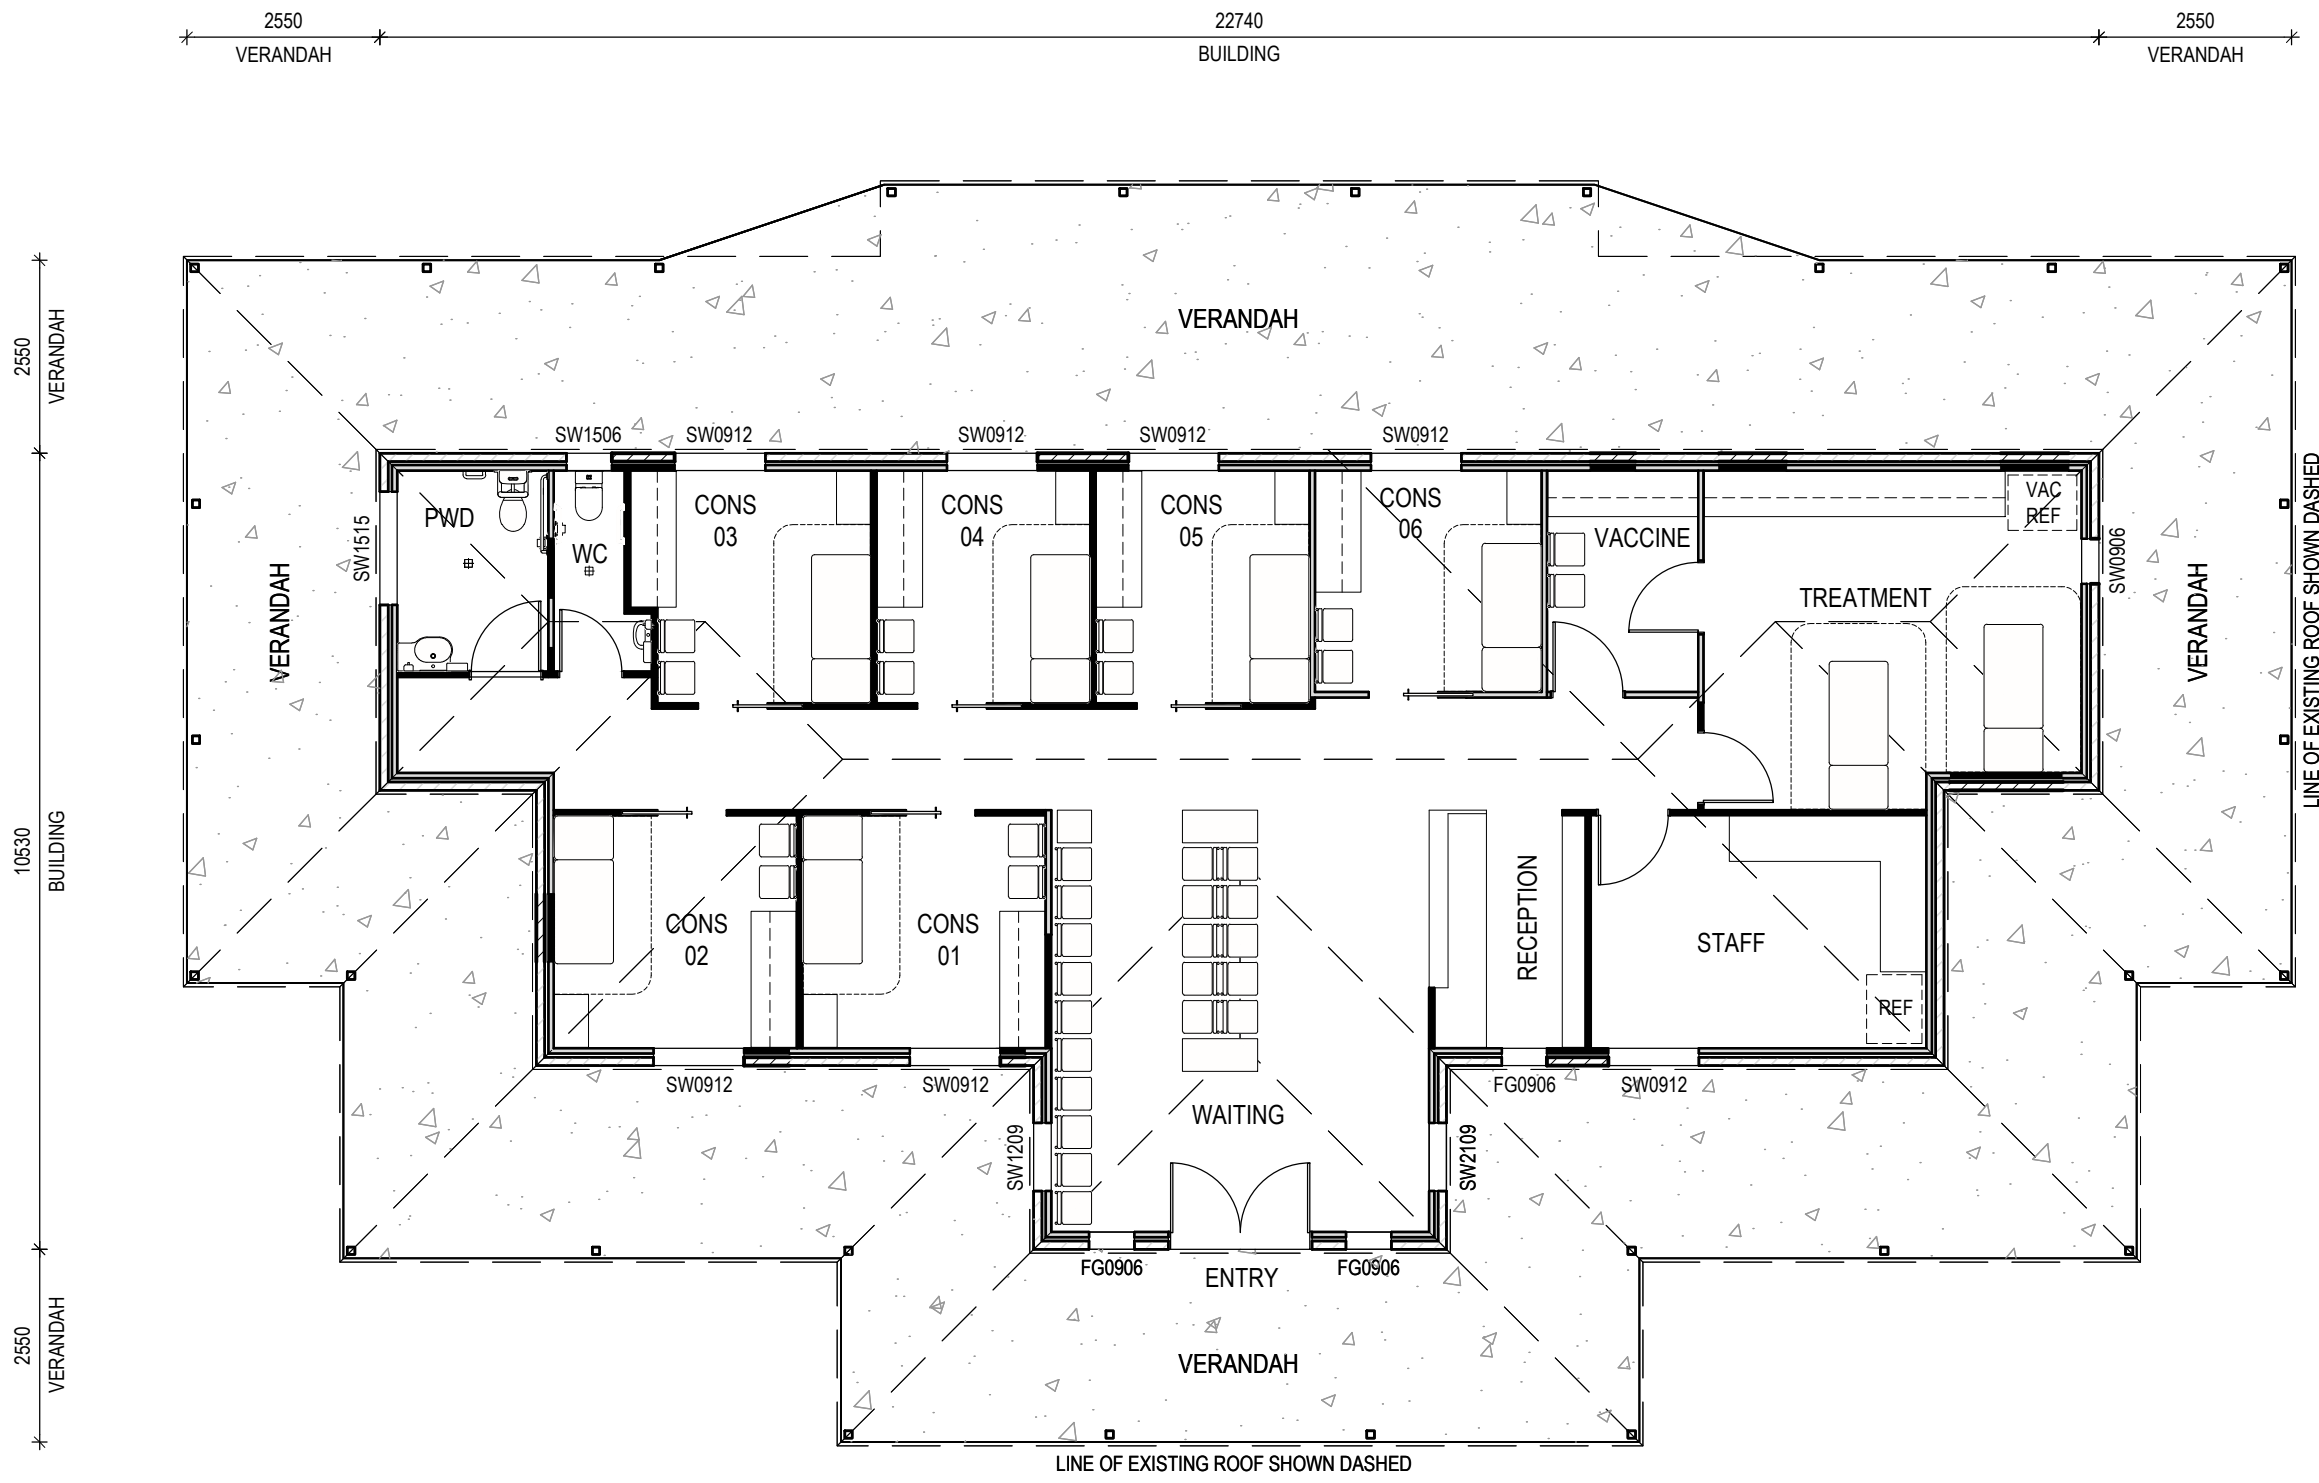 2550
22740
2550
VERANDAH
BUILDING
VERANDAH
2550
VERANDAH
VERANDAH
SW1506
SW0912
SW0912
SW0912
SW0912
LINE OF EXISTING ROOF SHOWN DASHED
PWD
WC
CONS
03
CONS
04
CONS
05
CONS
06
VACCINE
VAC
REF
SW1515
SW0906
VERANDAH
TREATMENT
VERANDAH
10530
BUILDING
CONS
02
CONS
01
RECEPTION
STAFF
REF
SW0912
SW0912
FG0906
SW0912
WAITING
SW1209
SW2109
FG0906
ENTRY
FG0906
2550
VERANDAH
VERANDAH
LINE OF EXISTING ROOF SHOWN DASHED